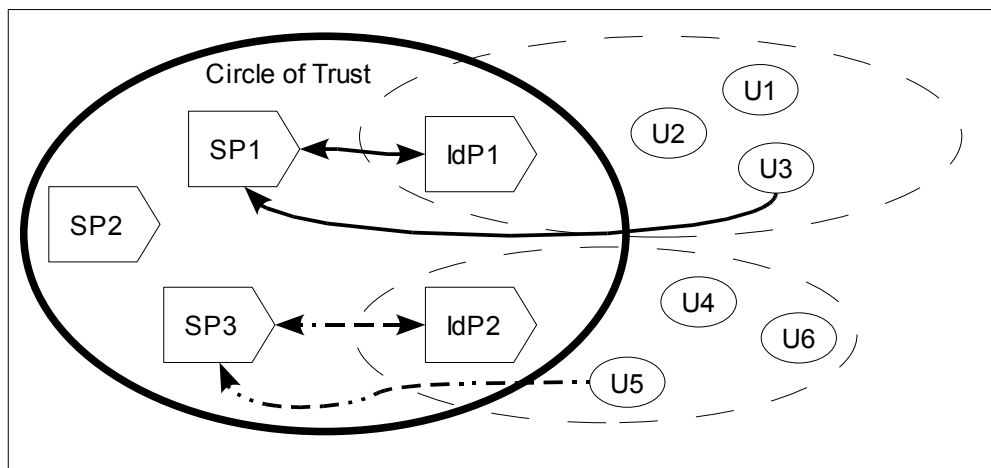 Circle of Trust
U1
U2
SP1
IdP1
U3
SP2
U4
SP3
IdP2
U6
U5